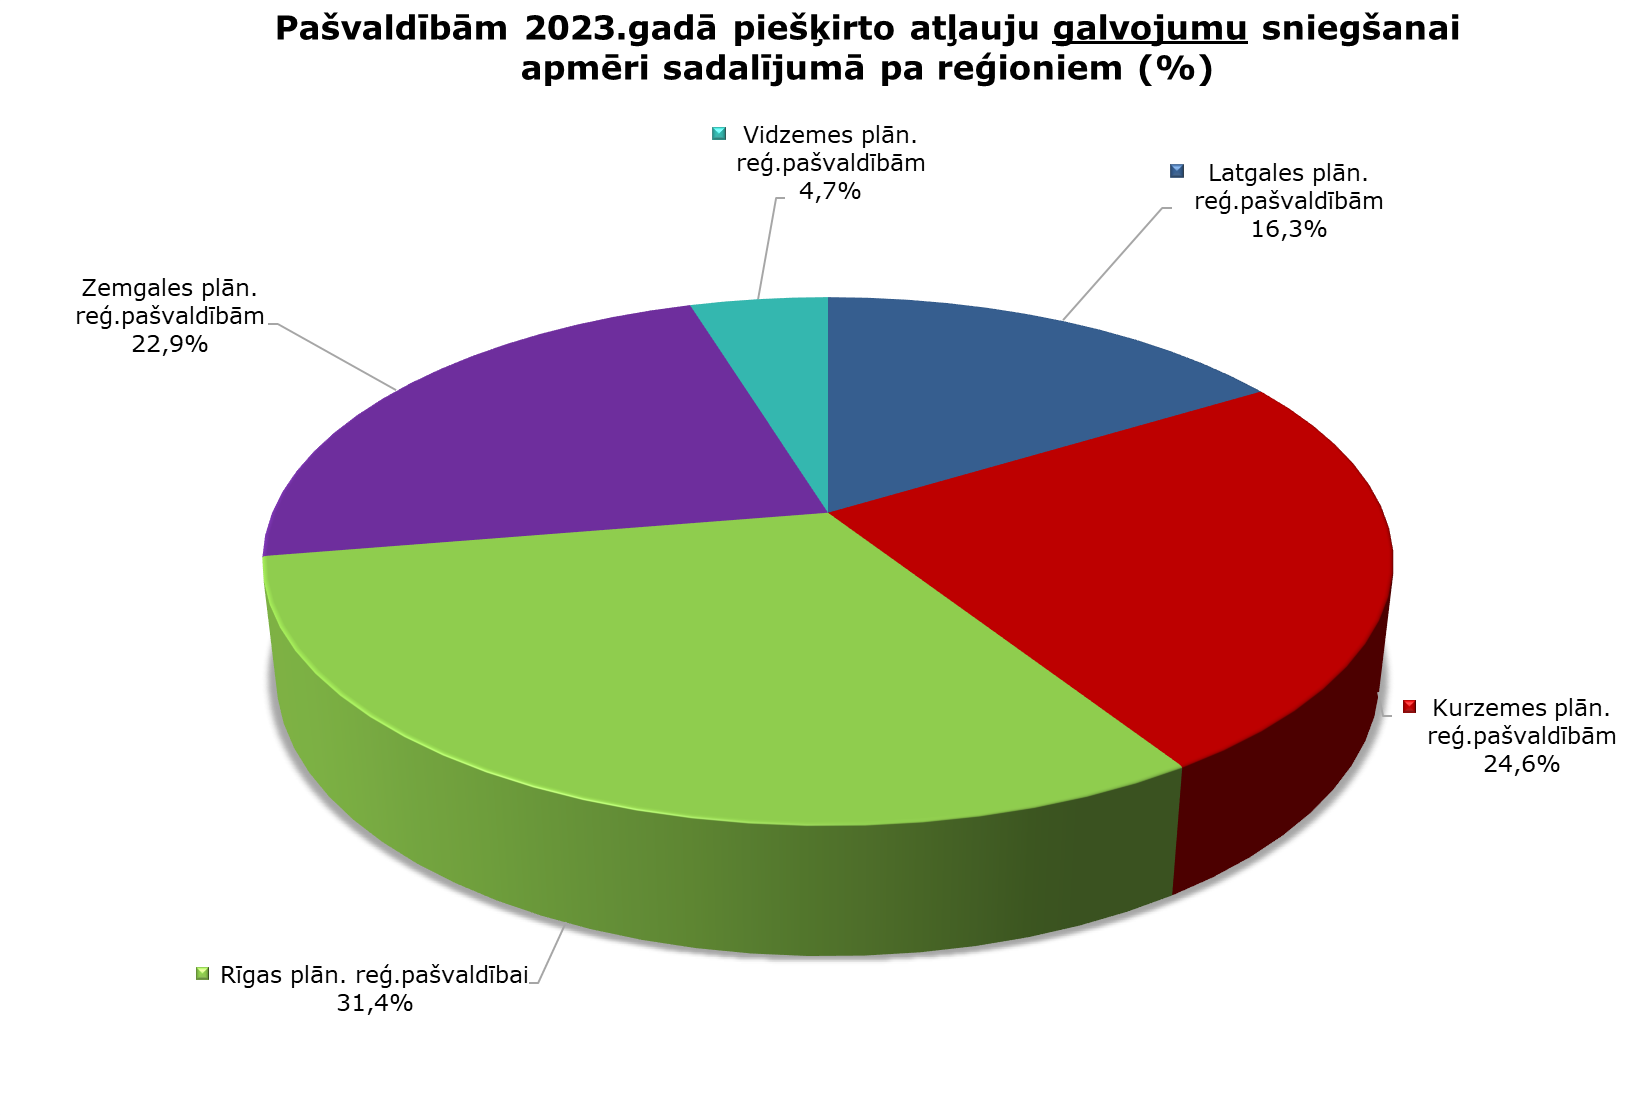 Pašvaldībām 2023.gadā piešķirto atļauju galvojumu sniegšanai
apmēri sadalījumā pa reģioniem (%)
Vidzemes plān.
reģ.pašvaldībām
4,7%
Latgales plān.
reģ.pašvaldībām
16,3%
Zemgales plān.
reģ.pašvaldībām
22,9%
Kurzemes plān.
reģ.pašvaldībām
24,6%
Rīgas plān. reģ.pašvaldībai
31,4%